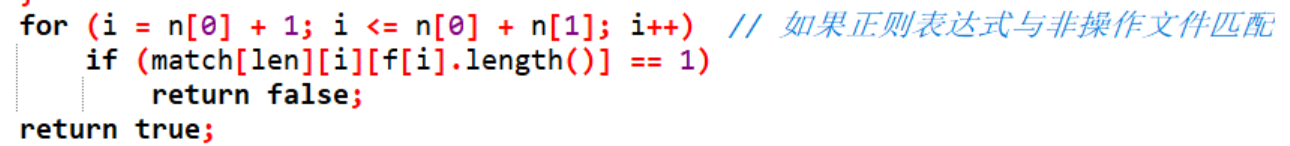 for (i = n[0] + 1; i <= n[0] + n[1]; i++)  // 如果正则表达式与非操作文件匹配
    if (match[len][i][f[i].length()] == 1)
        return false;
return true;